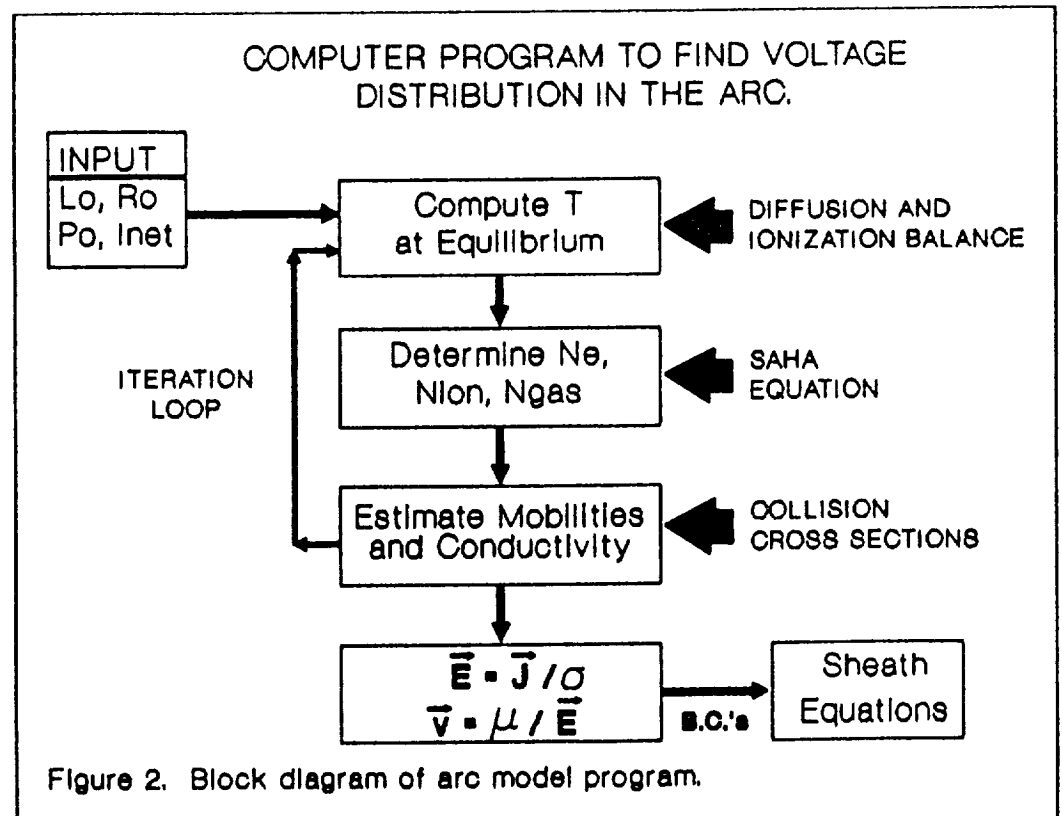 COMPUTER PROGRAM TO FIND VOLTAGE
DISTRIBUTION IN THE ARC.
INPUT
Lo, Ro
Po, Inet
Compute T
at Equilibrium
DIFFUSION AND
IONIZATION BALANCE
ITERATION
LOOP
Determine Ne,
Nion, Ngas
SAHA
EQUATION
Estimate Mobilities
and Conductivity
COLLISION
CROSS SECTIONS
E = J / σ
v = μ / E
B.C.'s
Sheath
Equations
Figure 2. Block diagram of arc model program.